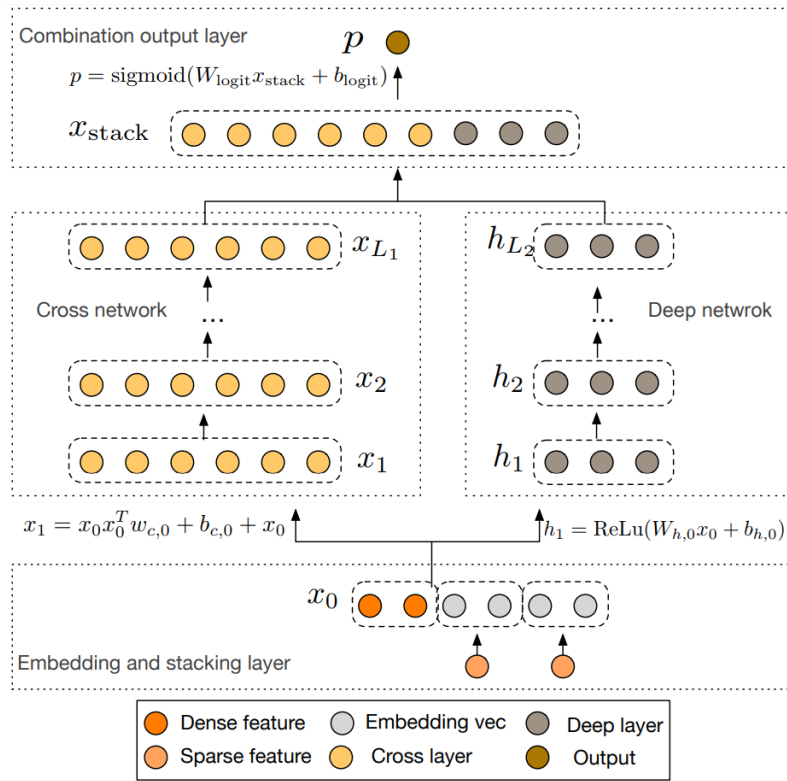 Combination output layer
p
p = sigmoid(W_logit x_stack + b_logit)
x_stack
x_{L_1}
h_{L_2}
Cross network
...
...
Deep netwrok
x_2
h_2
x_1
h_1
x_1 = x_0 x_0^T w_{c,0} + b_{c,0} + x_0
h_1 = ReLu(W_{h,0} x_0 + b_{h,0})
x_0
Embedding and stacking layer
Dense feature
Embedding vec
Deep layer
Sparse feature
Cross layer
Output